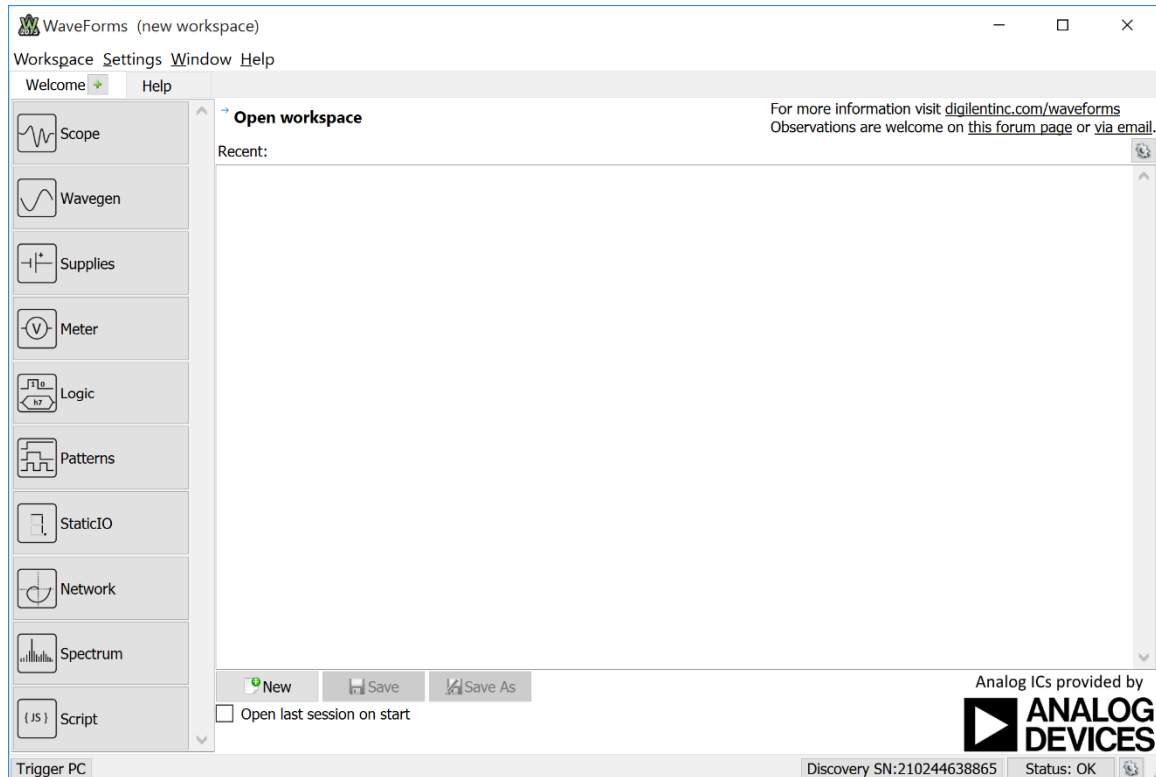 WaveForms (new workspace)
Workspace Settings Window Help
Welcome Help
For more information visit digilentinc.com/waveforms
Open workspace
Observations are welcome on this forum page or via email.
Recent:
Scope
Wavegen
Supplies
Meter
Logic
Patterns
StaticIO
Network
Spectrum
{JS} Script
New Save Save As
Open last session on start
Analog ICs provided by
ANALOG
DEVICES
Trigger PC Discovery SN:210244638865 Status: OK